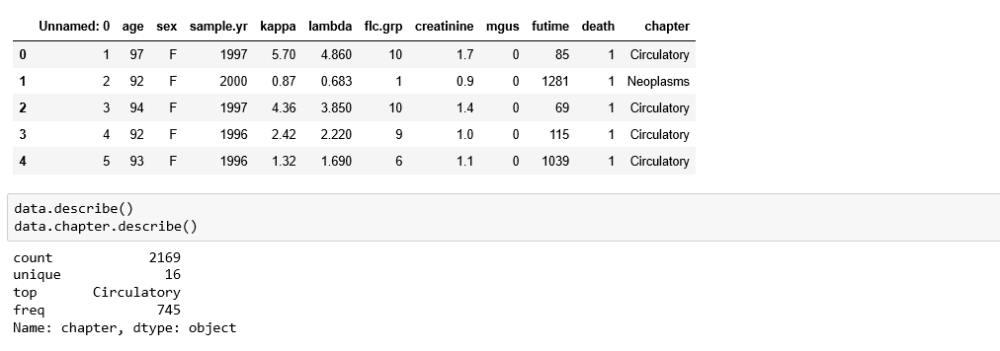 Unnamed: 0 age sex sample.yr kappa lambda flc.grp creatinine mgus futime death chapter
0 1 97 F 1997 5.70 4.860 10 1.7 0 85 1 Circulatory
1 2 92 F 2000 0.87 0.683 1 0.9 0 1281 1 Neoplasms
2 3 94 F 1997 4.36 3.850 10 1.4 0 69 1 Circulatory
3 4 92 F 1996 2.42 2.220 9 1.0 0 115 1 Circulatory
4 5 93 F 1996 1.32 1.690 6 1.1 0 1039 1 Circulatory
data.describe()
data.chapter.describe()
count 2169
unique 16
top Circulatory
freq 745
Name: chapter, dtype: object